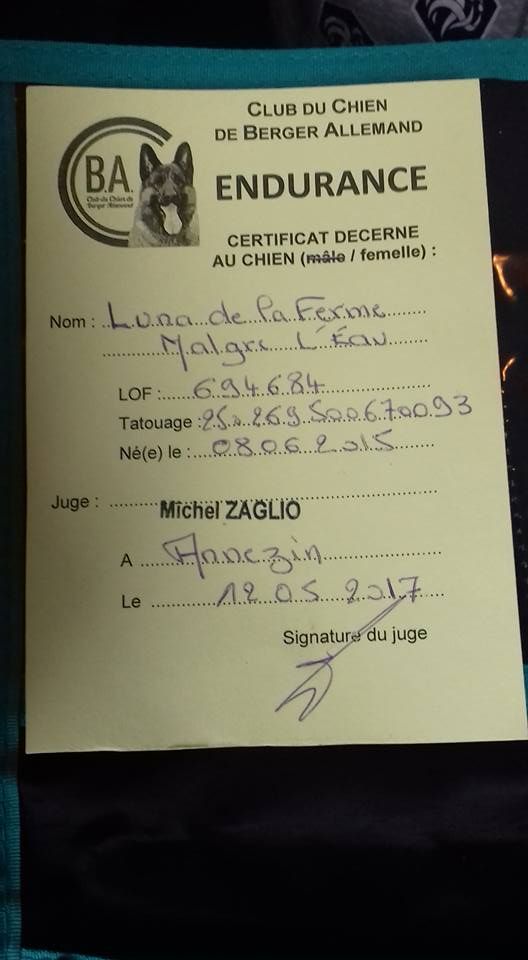 CLUB DU CHIEN
DE BERGER ALLEMAND
B.A.
Club du Chien de
Berger Allemand
ENDURANCE
CERTIFICAT DECERNE
AU CHIEN (mâle / femelle) :
Nom : Luna de la Ferme
Malgre L'Éau
LOF : 694684
Tatouage : 250269500670093
Né(e) le : 08 06 2015
Juge : Michel ZAGLIO
A Annezin
Le 12 05 2017
Signature du juge